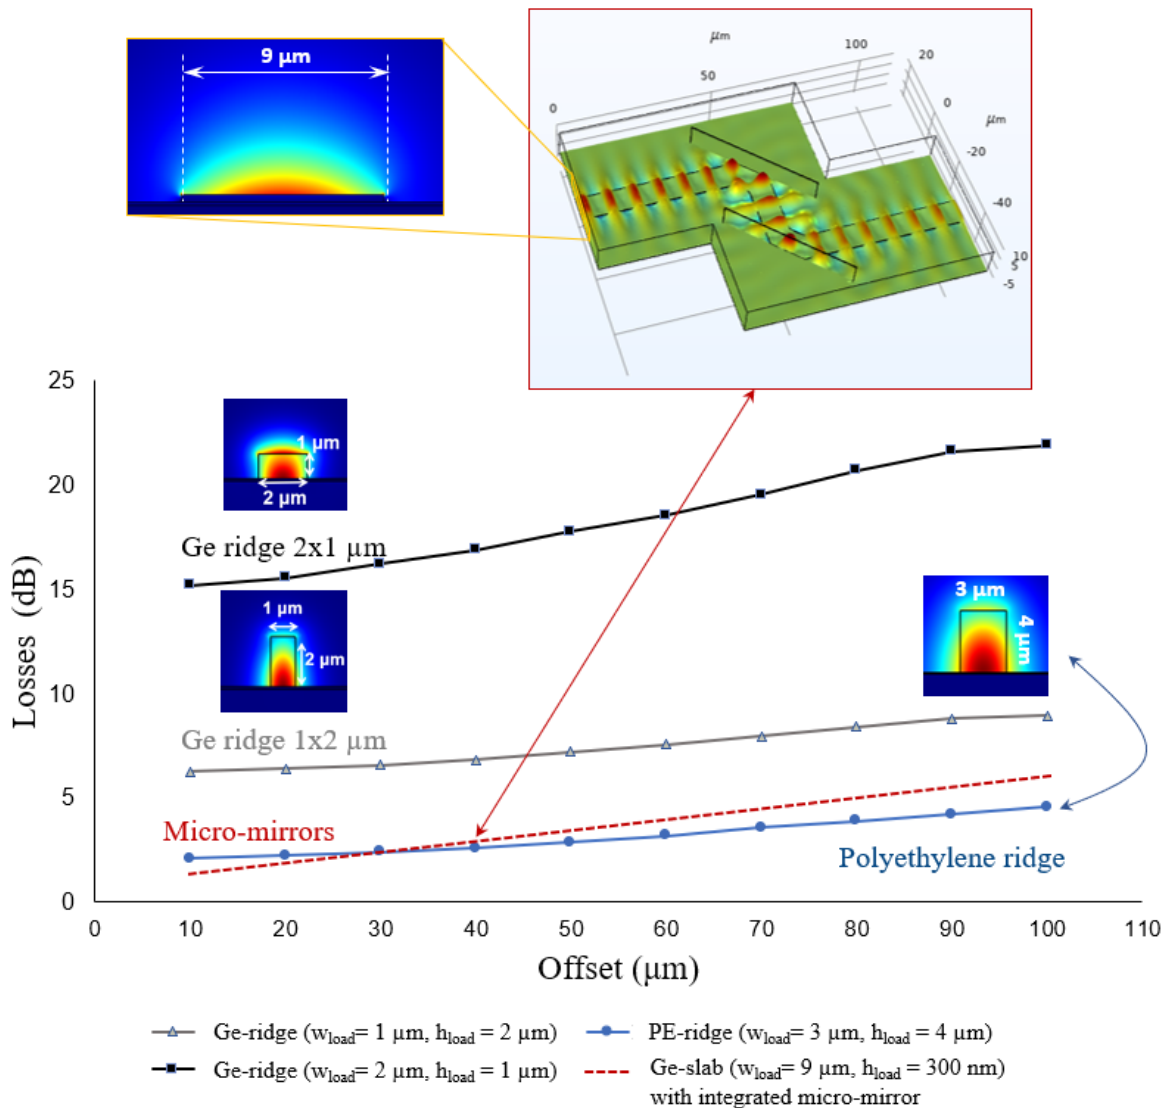 9 µm
µm
100
20
50
0
0
µm
-20
-40
10
5
-5
25
1 µm
2 µm
20
Ge ridge 2x1 µm
15
1 µm
2 µm
3 µm
4 µm
Losses (dB)
10
Ge ridge 1x2 µm
5
Micro-mirrors
Polyethylene ridge
0
0 10 20 30 40 50 60 70 80 90 100 110
Offset (µm)
Ge-ridge (wload= 1 µm, hload = 2 µm)
PE-ridge (wload= 3 µm, hload = 4 µm)
Ge-ridge (wload= 2 µm, hload = 1 µm)
Ge-slab (wload= 9 µm, hload = 300 nm)
with integrated micro-mirror